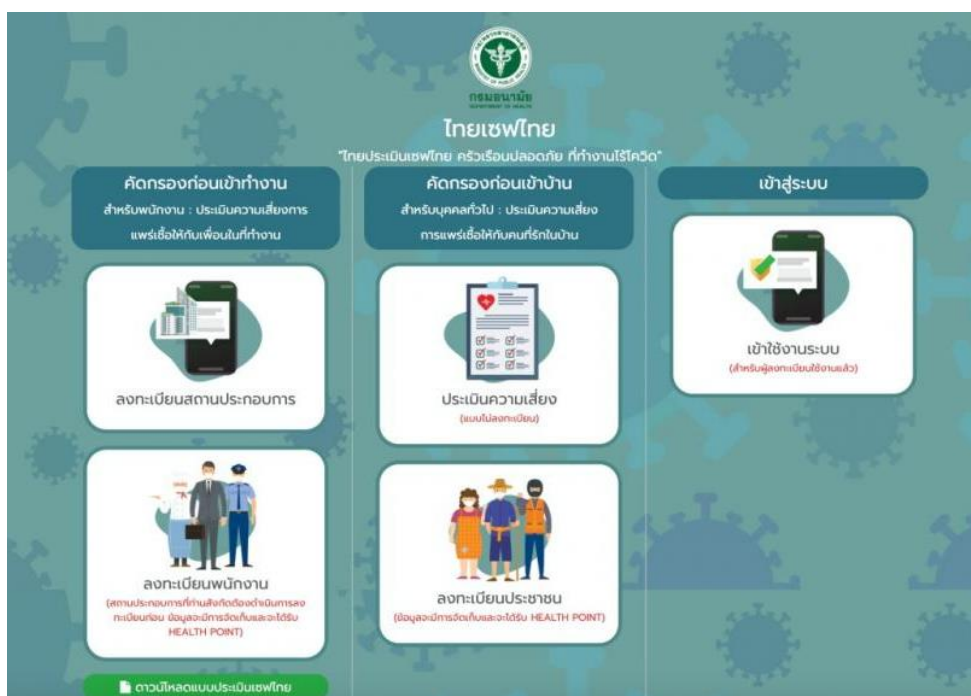 กรมอนามัย
DEPARTMENT OF HEALTH
ไทยเซฟไทย
"ไทยประเมินเซฟไทย ครัวเรือนปลอดภัย ที่ทำงานไร้โควิด"
คัดกรองก่อนเข้าทำงาน
สำหรับพนักงาน : ประเมินความเสี่ยงการ
แพร่เชื้อให้กับเพื่อนในที่ทำงาน
ลงทะเบียนสถานประกอบการ
ลงทะเบียนพนักงาน
(สถานประกอบการที่ท่านสังกัดต้องดำเนินการลง
ทะเบียนก่อน ข้อมูลจะมีการจัดเก็บและจะได้รับ
HEALTH POINT)
ดาวน์โหลดแบบประเมินเซฟไทย
คัดกรองก่อนเข้าบ้าน
สำหรับบุคคลทั่วไป : ประเมินความเสี่ยง
การแพร่เชื้อให้กับคนที่รักในบ้าน
ประเมินความเสี่ยง
(แบบไม่ลงทะเบียน)
ลงทะเบียนประชาชน
(ข้อมูลจะมีการจัดเก็บและจะได้รับ HEALTH POINT)
เข้าสู่ระบบ
เข้าใช้งานระบบ
(สำหรับผู้ลงทะเบียนใช้งานแล้ว)